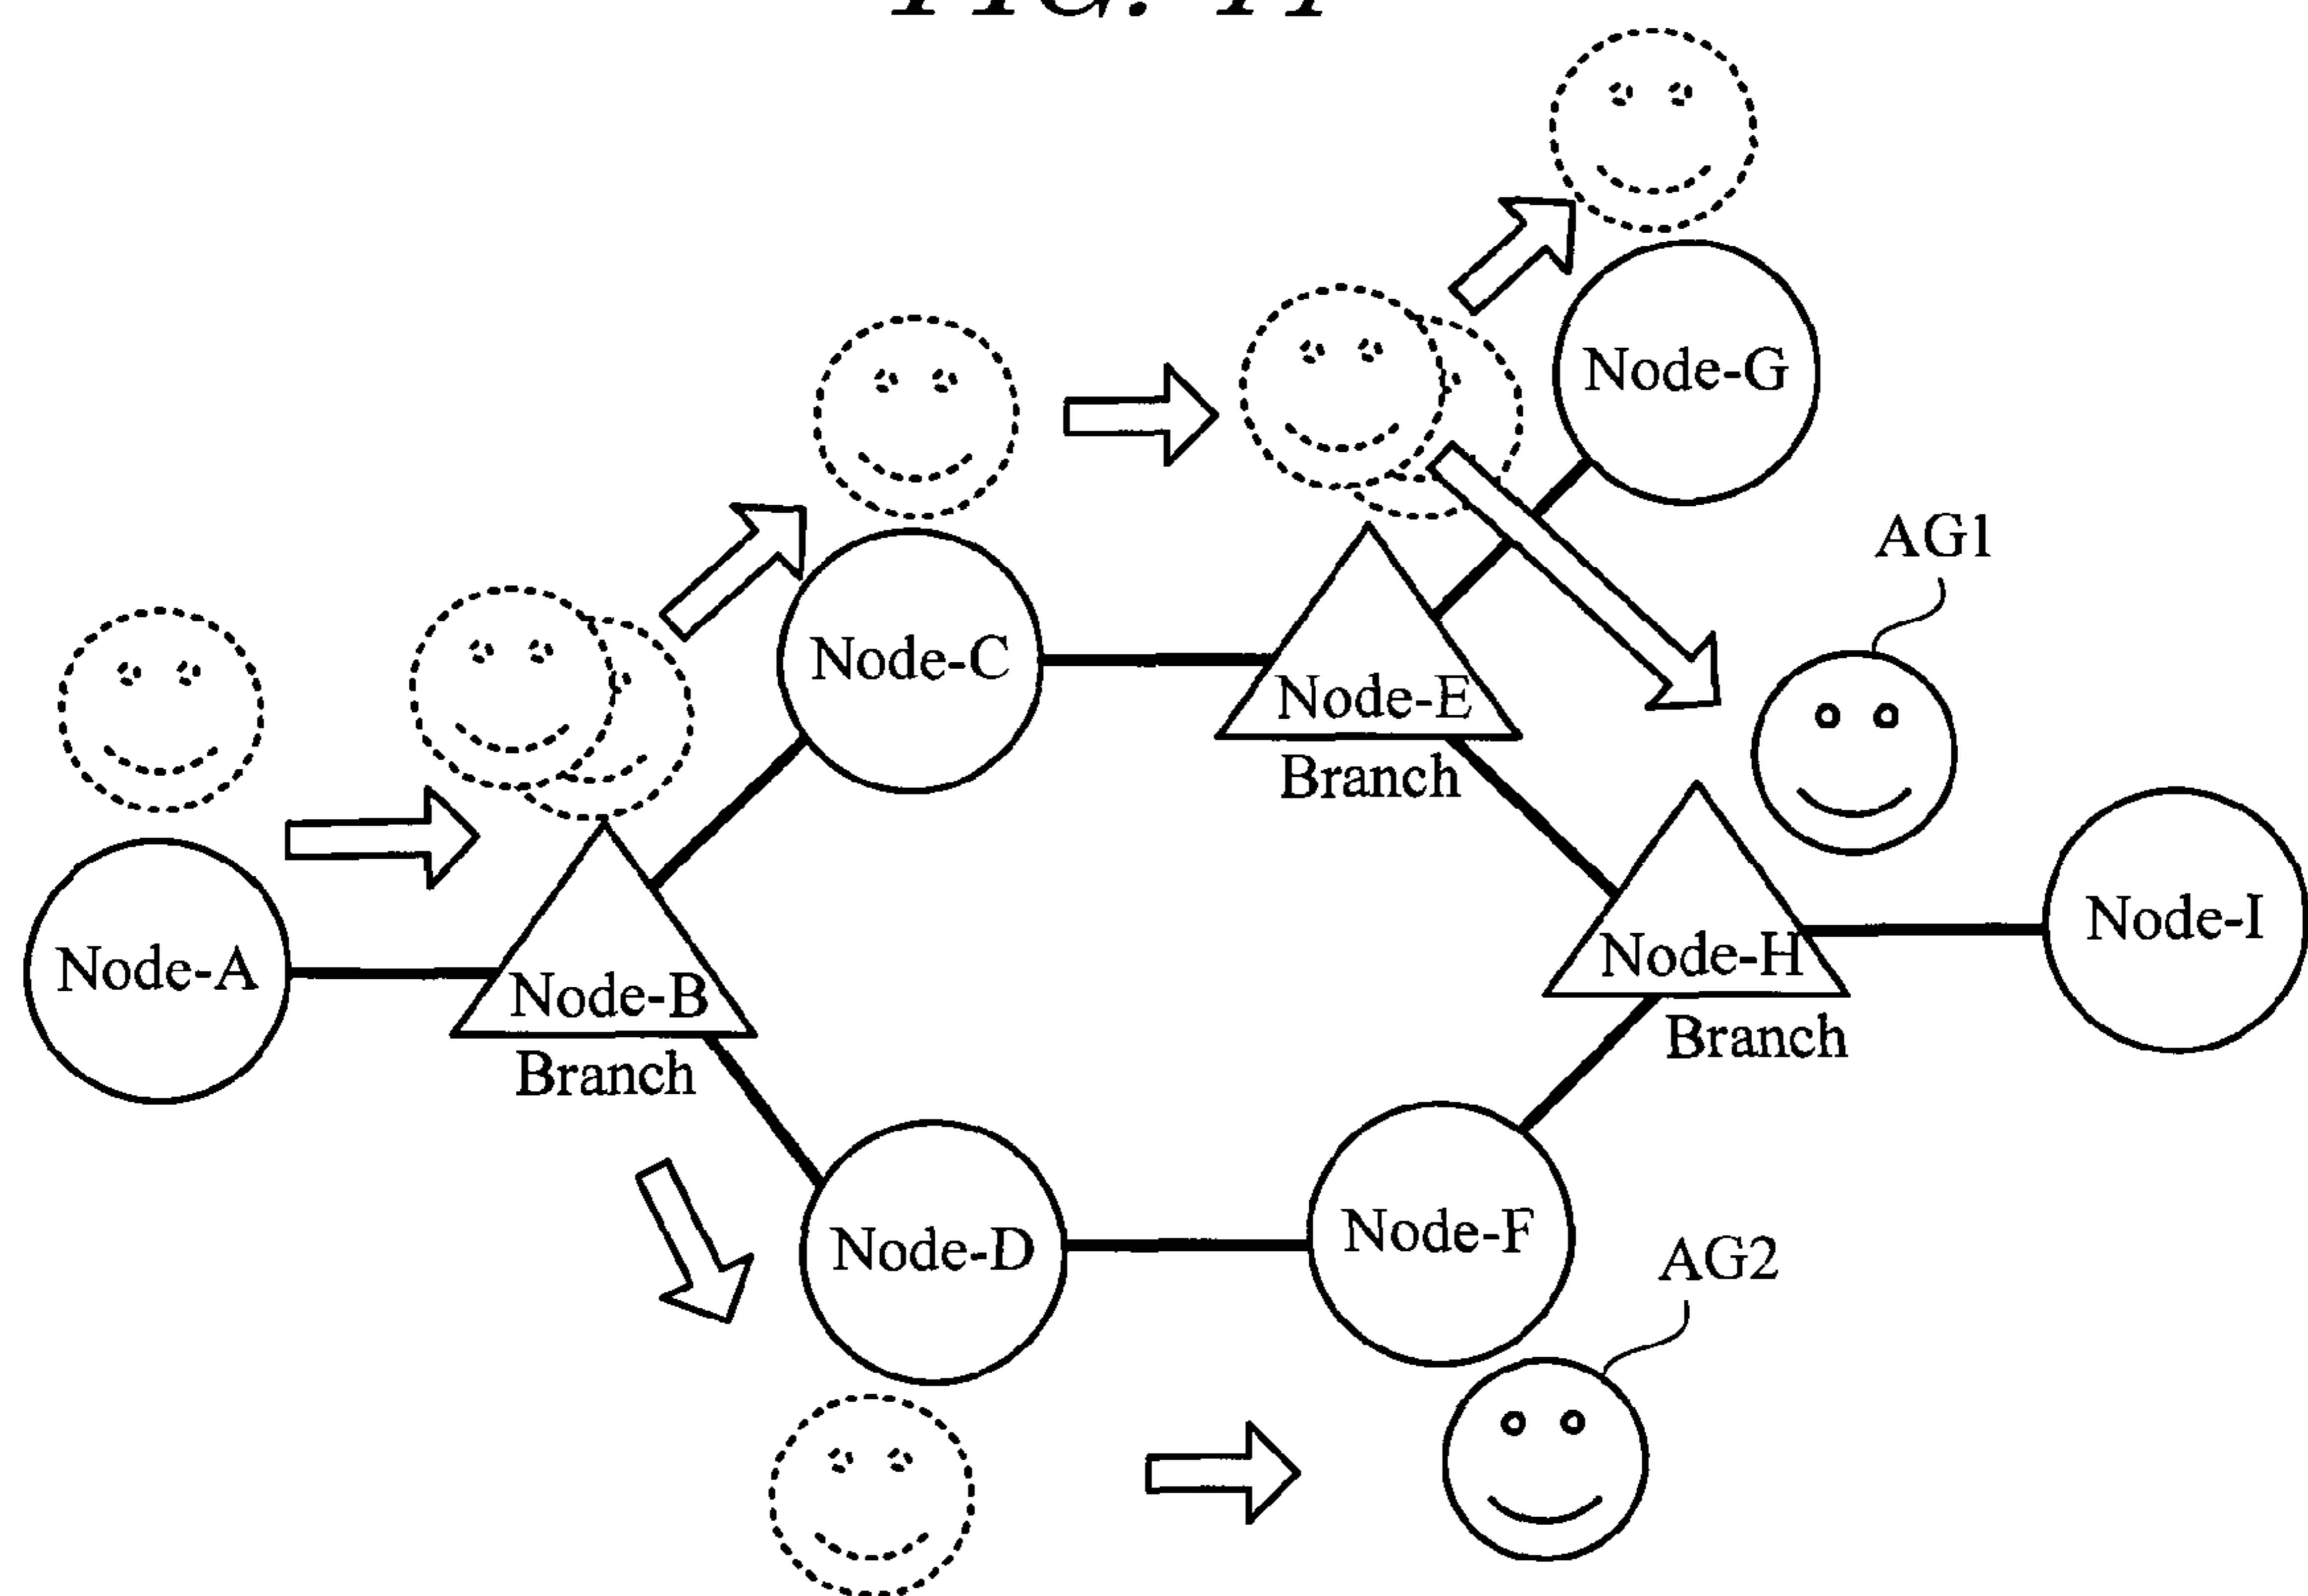 Node-G
AG1
Node-C
Node-E
Branch
Node-A
Node-B
Branch
Node-H
Branch
Node-I
Node-D
Node-F
AG2